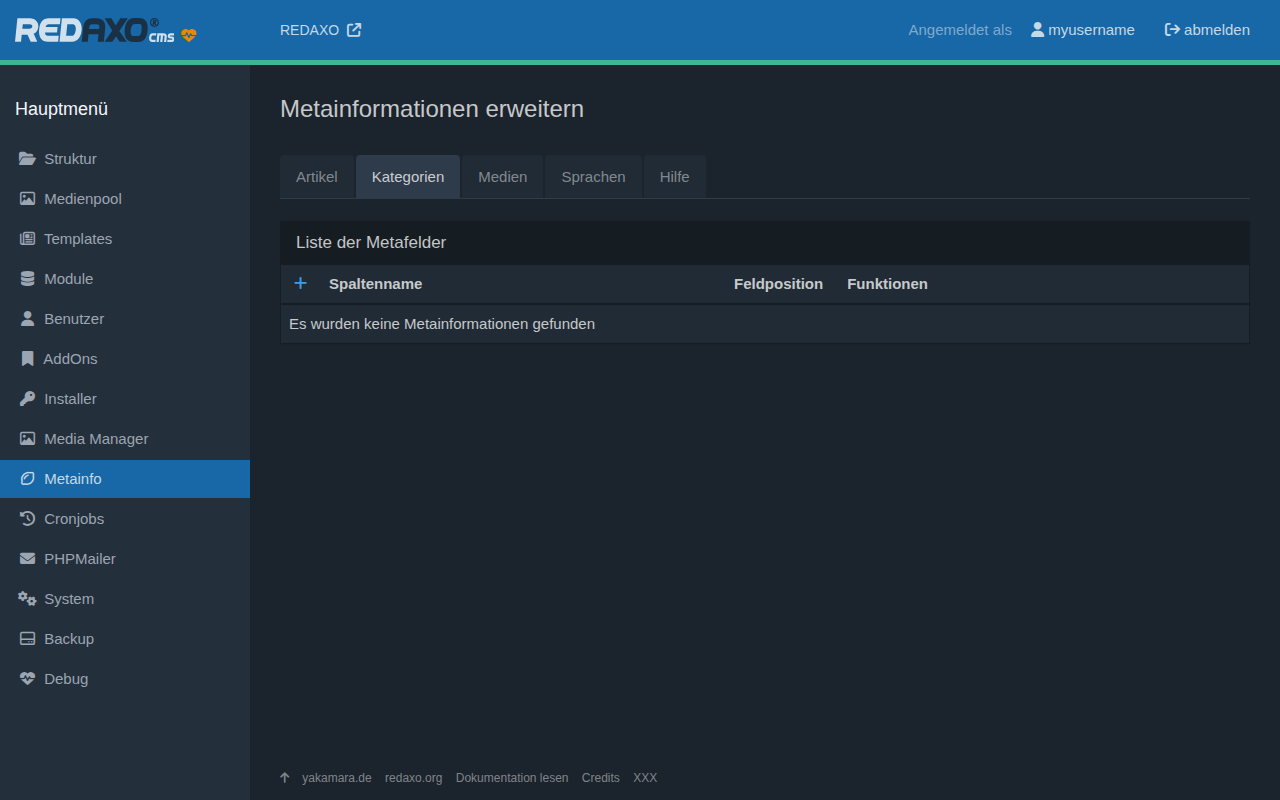 REDAXO® cms
REDAXO
Angemeldet als myusername abmelden
Hauptmenü
Struktur
Medienpool
Templates
Module
Benutzer
AddOns
Installer
Media Manager
Metainfo
Cronjobs
PHPMailer
System
Backup
Debug
Metainformationen erweitern
Artikel Kategorien Medien Sprachen Hilfe
Liste der Metafelder
Spaltenname Feldposition Funktionen
Es wurden keine Metainformationen gefunden
yakamara.de redaxo.org Dokumentation lesen Credits XXX